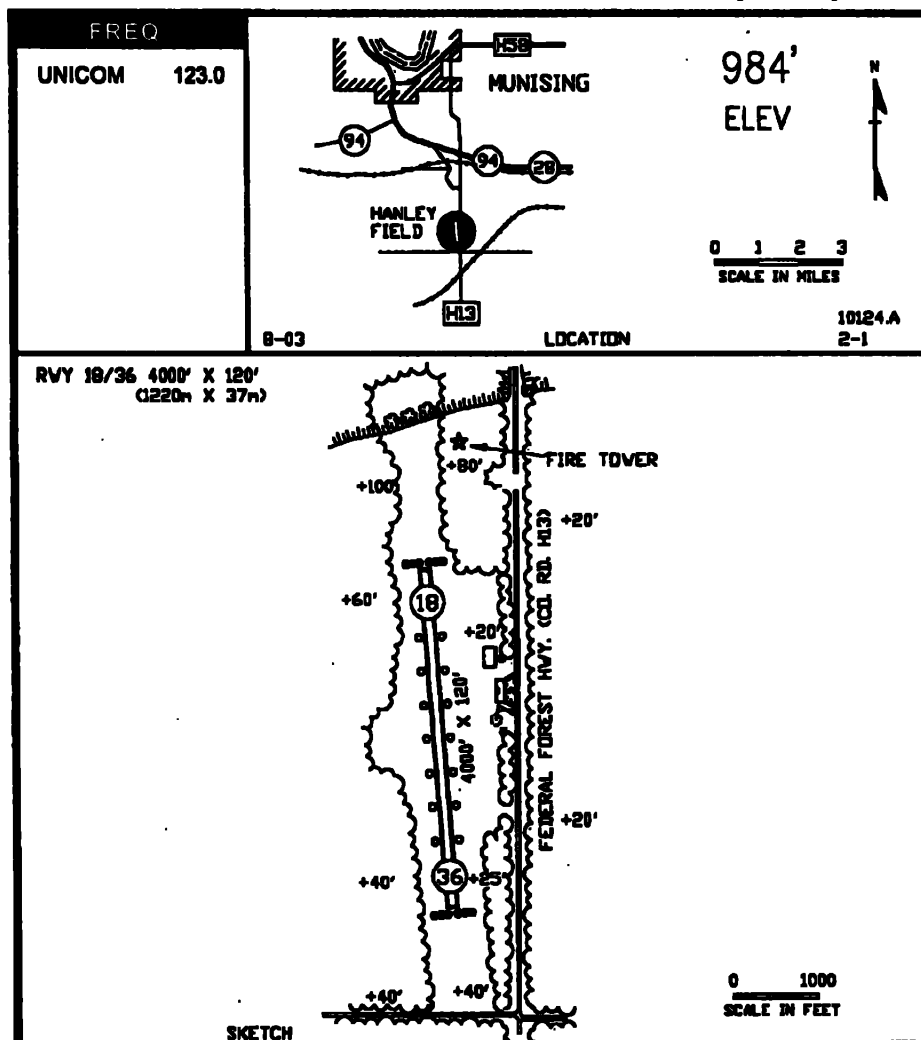 FREQ
UNICOM 123.0
H58
MUNISING
94
94
28
HANLEY
FIELD
H13
984'
ELEV
N
0 1 2 3
SCALE IN MILES
8-03
LOCATION
10124.A
2-1
RWY 18/36 4000' X 120'
(1220m X 37m)
FIRE TOWER
+80'
+100'
+20'
+60'
18
+20'
4000' X 120'
FEDERAL FOREST HWY. (CO. RD. H13)
G
+20'
+40'
36
+25'
+40'
+40'
0 1000
SCALE IN FEET
SKETCH